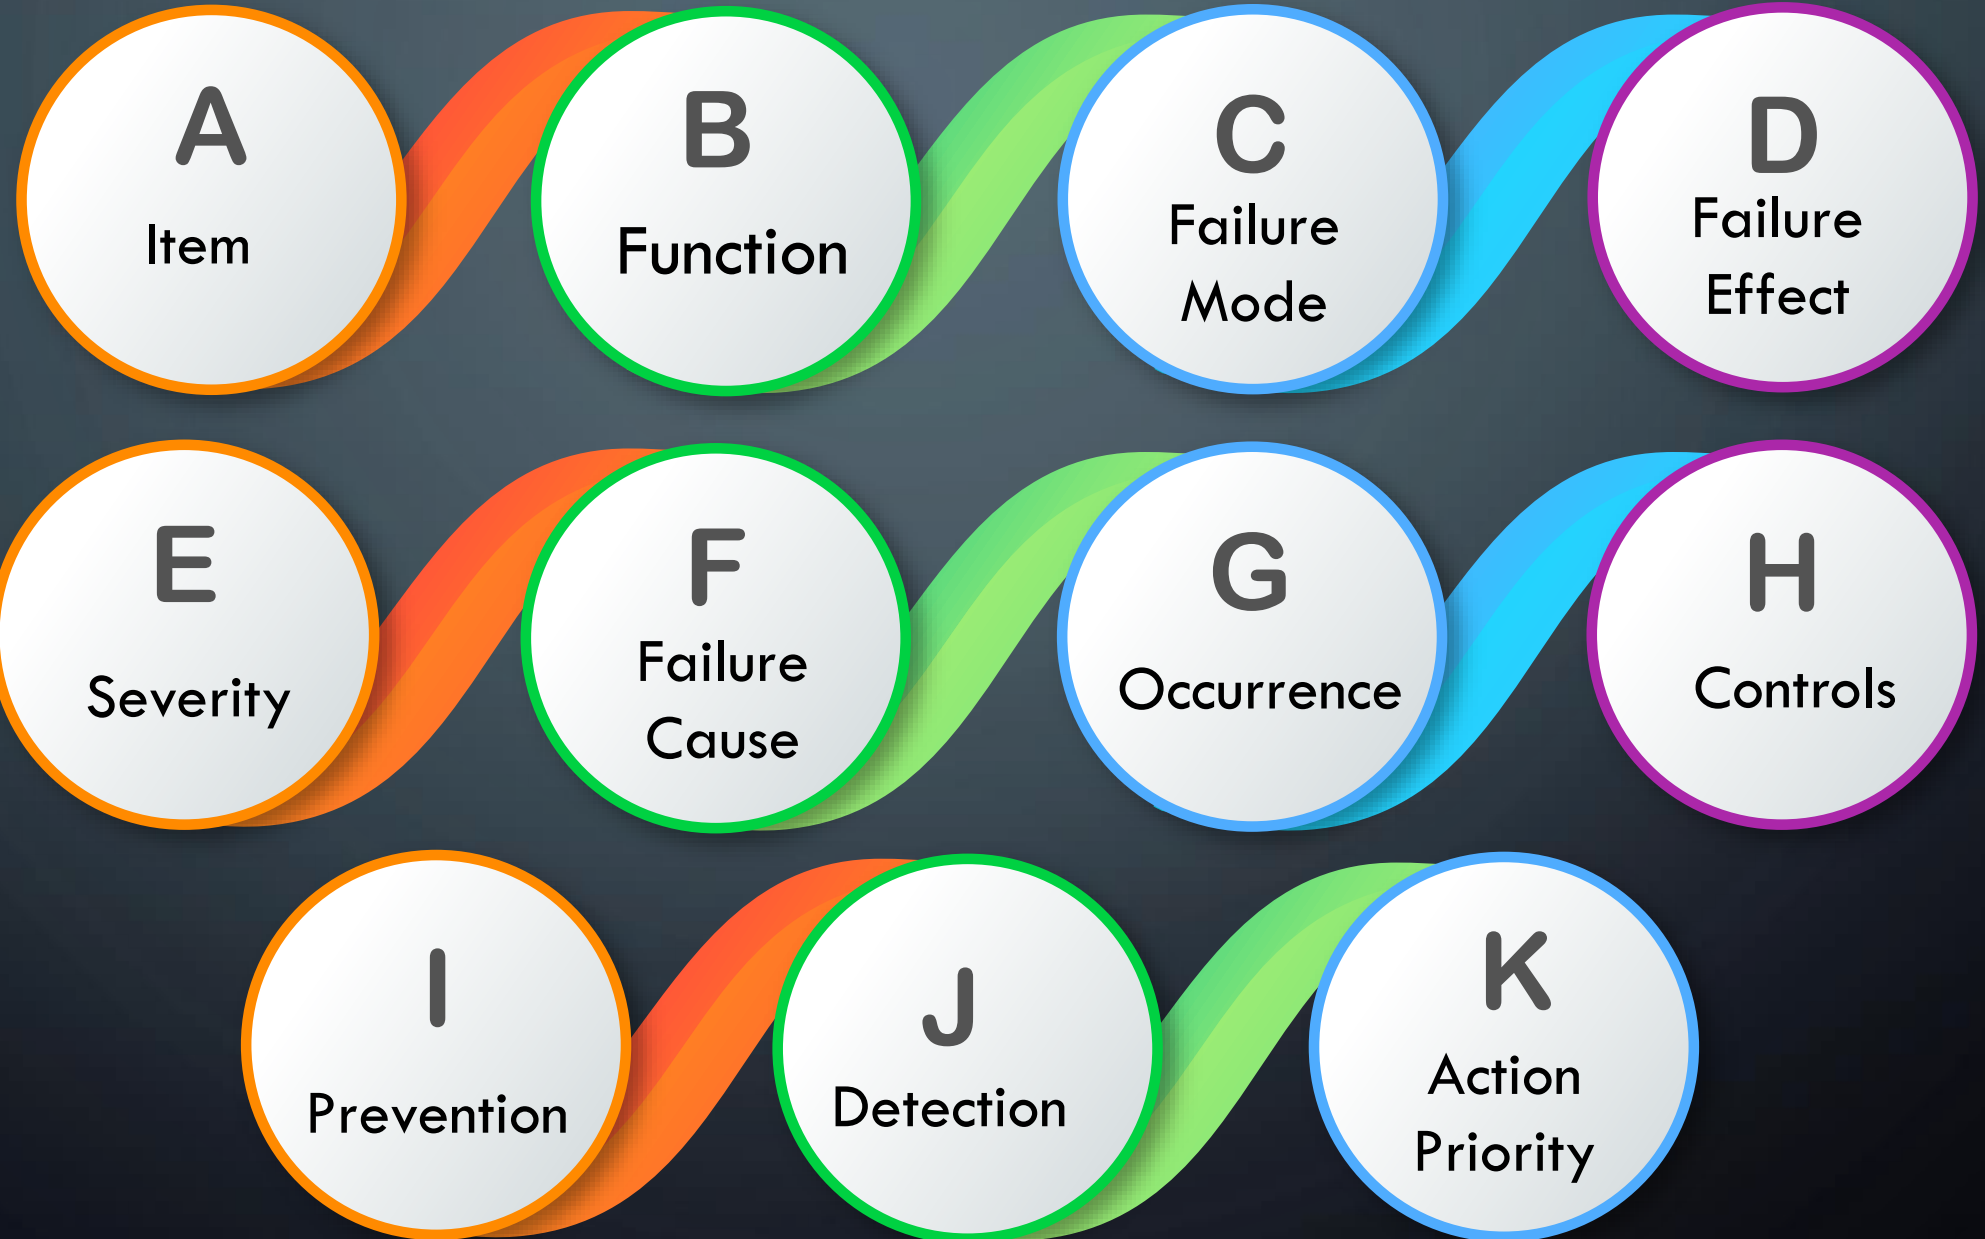 A
Item
B
Function
C
Failure
Mode
D
Failure
Effect
E
Severity
F
Failure
Cause
G
Occurrence
H
Controls
I
Prevention
J
Detection
K
Action
Priority